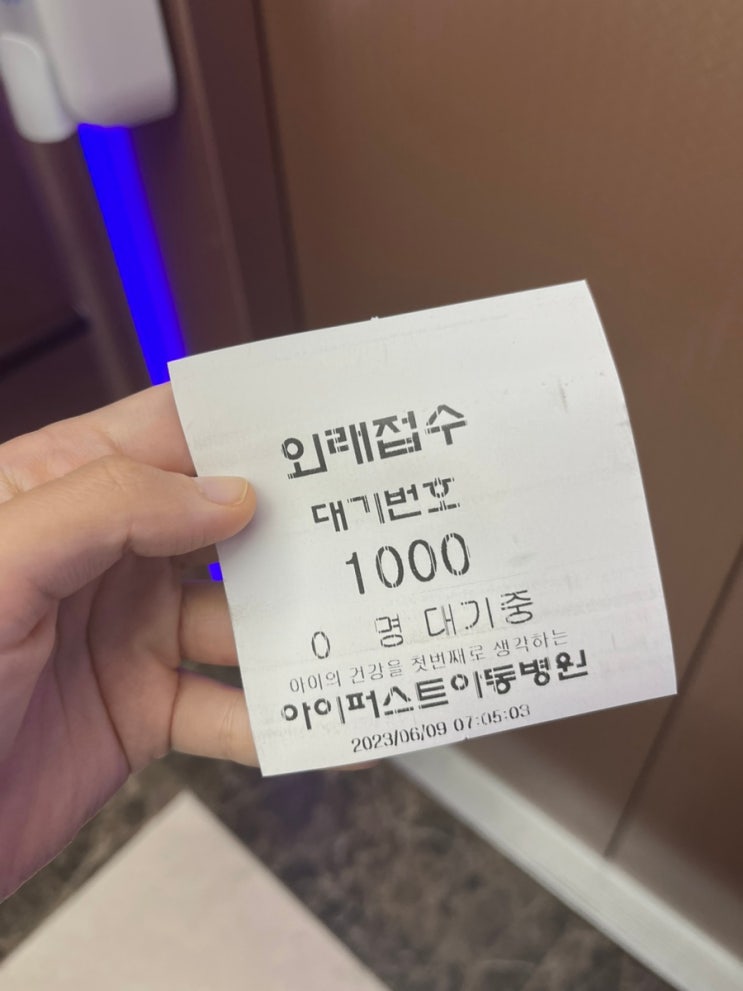 외래접수
대기번호
1000
0 명 대기중
아이의 건강을 첫번째로 생각하는
아이퍼스트아동병원
2023/06/09 07:05:03